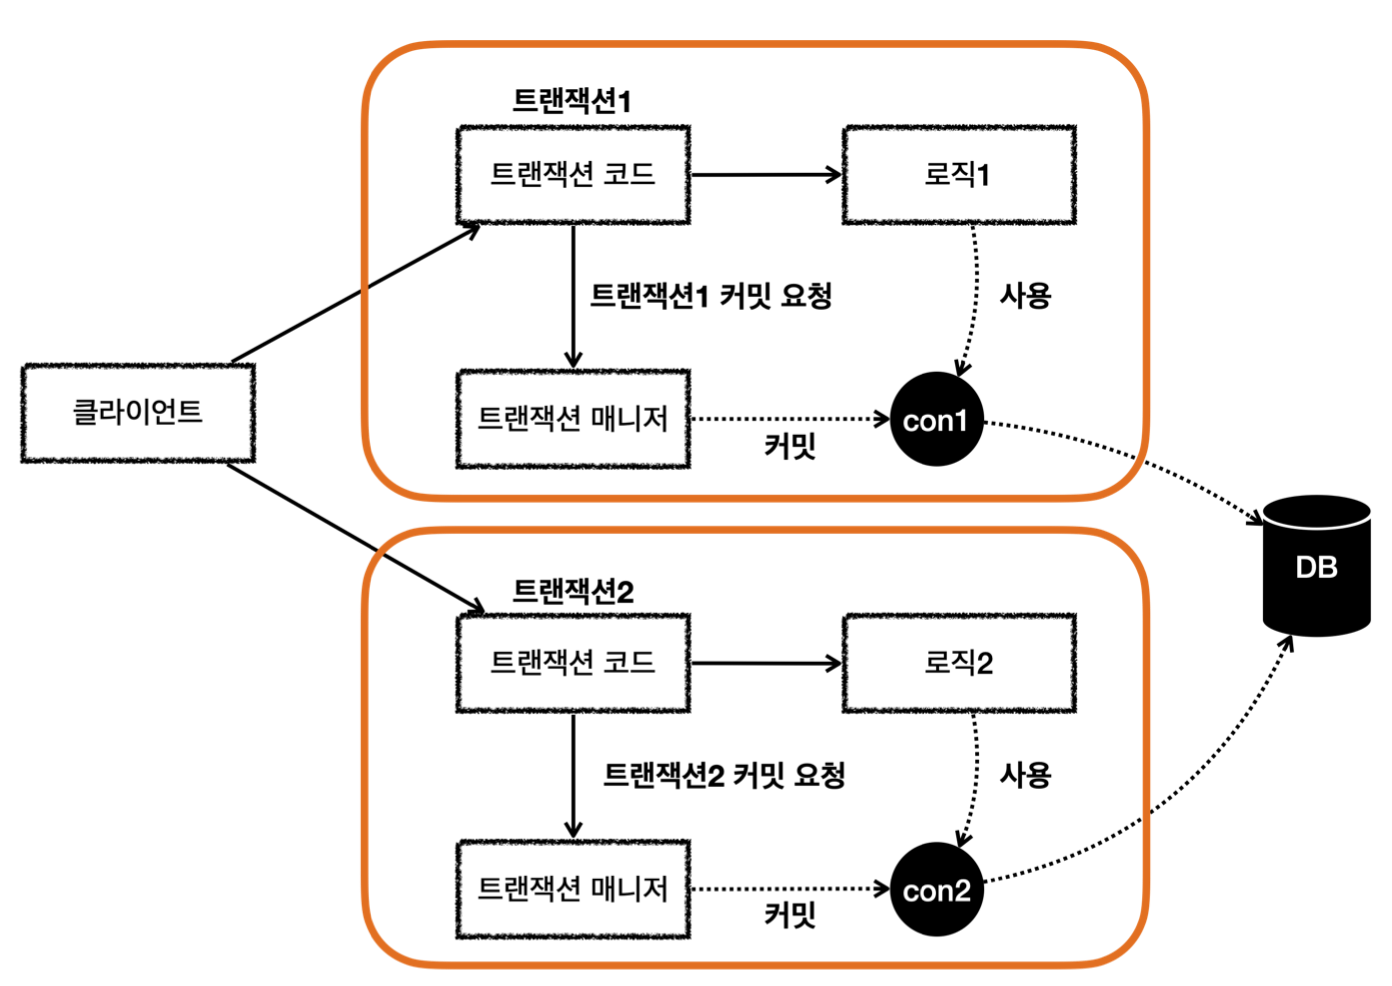 트랜잭션1
트랜잭션 코드
로직1
트랜잭션1 커밋 요청
사용
클라이언트
트랜잭션 매니저
커밋
con1
DB
트랜잭션2
트랜잭션 코드
로직2
트랜잭션2 커밋 요청
사용
트랜잭션 매니저
커밋
con2